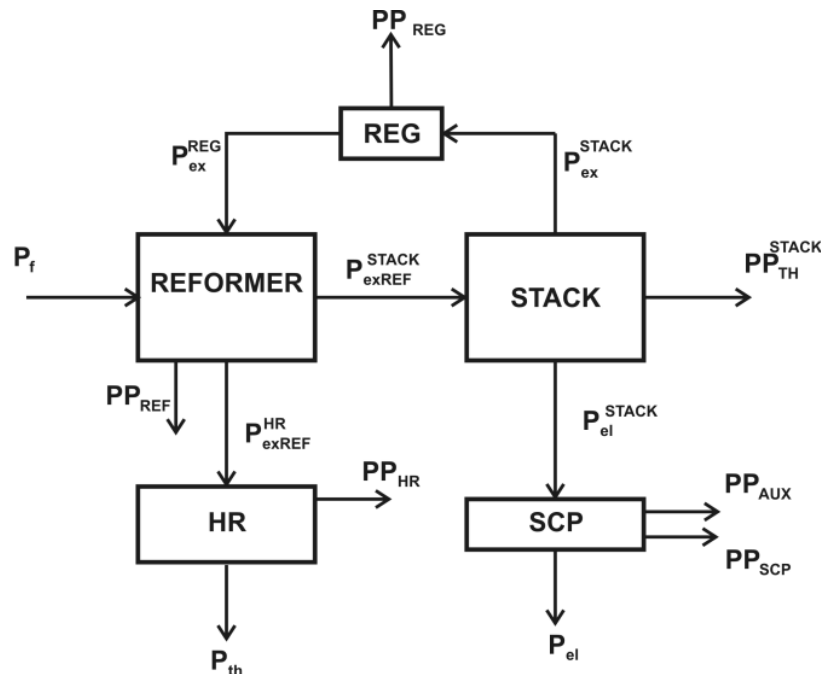 PP REG
REG
P REG ex
P STACK ex
P f
REFORMER
P STACK exREF
STACK
PP STACK TH
PP REF
P HR exREF
P STACK el
HR
PP HR
SCP
PP AUX
PP SCP
P th
P el